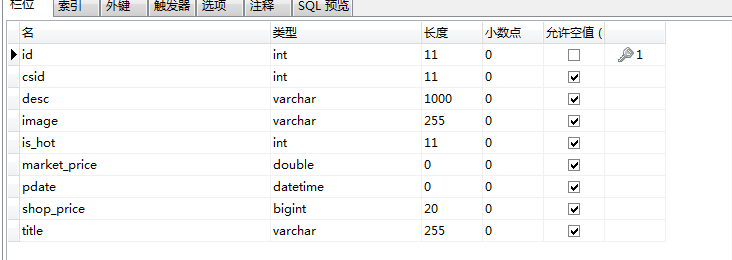 栏位 索引 外键 触发器 选项 注释 SQL 预览
名 类型 长度 小数点 允许空值 (
id int 11 0 1
csid int 11 0
desc varchar 1000 0
image varchar 255 0
is_hot int 11 0
market_price double 0 0
pdate datetime 0 0
shop_price bigint 20 0
title varchar 255 0